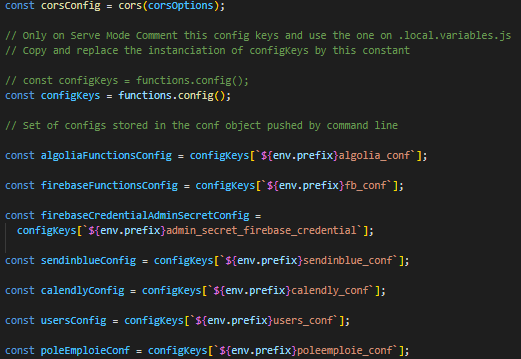 const corsConfig = cors(corsOptions);
// Only on Serve Mode Comment this config keys and use the one on .local.variables.js
// Copy and replace the instanciation of configKeys by this constant
// const configKeys = functions.config();
const configKeys = functions.config();
// Set of configs stored in the conf object pushed by command line
const algoliaFunctionsConfig = configKeys[`${env.prefix}algolia_conf`];
const firebaseFunctionsConfig = configKeys[`${env.prefix}fb_conf`];
const firebaseCredentialAdminSecretConfig =
configKeys[`${env.prefix}admin_secret_firebase_credential`];
const sendinblueConfig = configKeys[`${env.prefix}sendinblue_conf`];
const calendlyConfig = configKeys[`${env.prefix}calendly_conf`];
const usersConfig = configKeys[`${env.prefix}users_conf`];
const poleEmploieConf = configKeys[`${env.prefix}poleemploie_conf`];